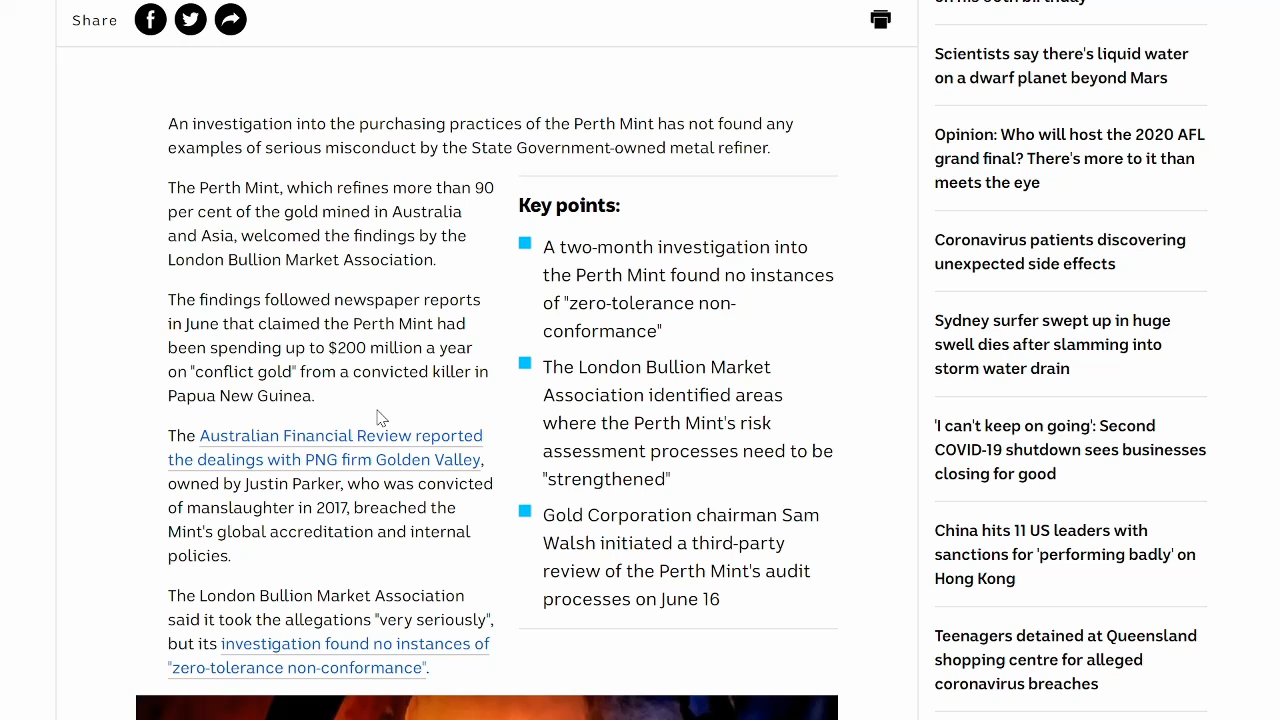 Share
An investigation into the purchasing practices of the Perth Mint has not found any
examples of serious misconduct by the State Government-owned metal refiner.
The Perth Mint, which refines more than 90
per cent of the gold mined in Australia
and Asia, welcomed the findings by the
London Bullion Market Association.
The findings followed newspaper reports
in June that claimed the Perth Mint had
been spending up to $200 million a year
on "conflict gold" from a convicted killer in
Papua New Guinea.
The Australian Financial Review reported
the dealings with PNG firm Golden Valley,
owned by Justin Parker, who was convicted
of manslaughter in 2017, breached the
Mint's global accreditation and internal
policies.
The London Bullion Market Association
said it took the allegations "very seriously",
but its investigation found no instances of
"zero-tolerance non-conformance".
Key points:
A two-month investigation into
the Perth Mint found no instances
of "zero-tolerance non-
conformance"
The London Bullion Market
Association identified areas
where the Perth Mint's risk
assessment processes need to be
"strengthened"
Gold Corporation chairman Sam
Walsh initiated a third-party
review of the Perth Mint's audit
processes on June 16
Scientists say there's liquid water
on a dwarf planet beyond Mars
Opinion: Who will host the 2020 AFL
grand final? There's more to it than
meets the eye
Coronavirus patients discovering
unexpected side effects
Sydney surfer swept up in huge
swell dies after slamming into
storm water drain
'I can't keep on going': Second
COVID-19 shutdown sees businesses
closing for good
China hits 11 US leaders with
sanctions for 'performing badly' on
Hong Kong
Teenagers detained at Queensland
shopping centre for alleged
coronavirus breaches